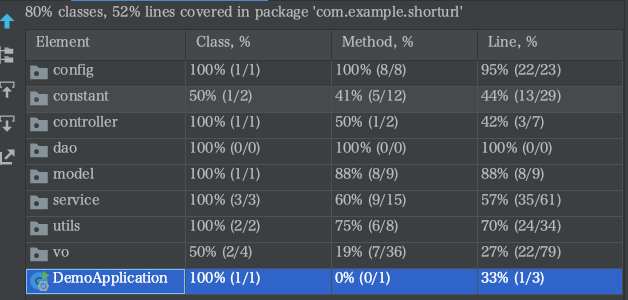 80% classes, 52% lines covered in package 'com.example.shorturl'
Element Class, % Method, % Line, %
config 100% (1/1) 100% (8/8) 95% (22/23)
constant 50% (1/2) 41% (5/12) 44% (13/29)
controller 100% (1/1) 50% (1/2) 42% (3/7)
dao 100% (0/0) 100% (0/0) 100% (0/0)
model 100% (1/1) 88% (8/9) 88% (8/9)
service 100% (3/3) 60% (9/15) 57% (35/61)
utils 100% (2/2) 75% (6/8) 70% (24/34)
vo 50% (2/4) 19% (7/36) 27% (22/79)
DemoApplication 100% (1/1) 0% (0/1) 33% (1/3)